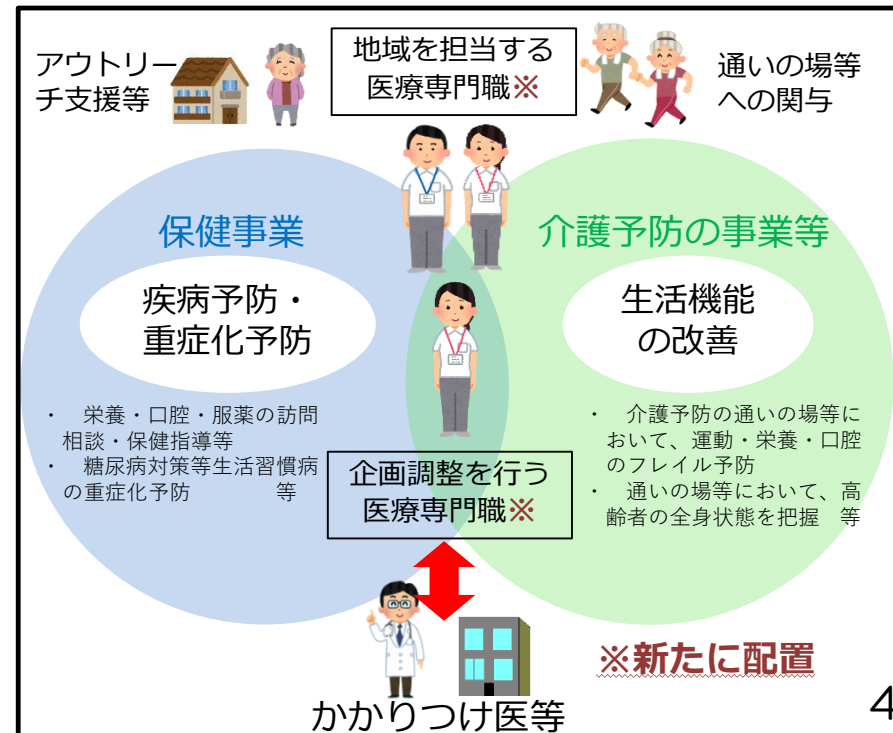 アウトリー
チ支援等
地域を担当する
医療専門職※
通いの場等
への関与
保健事業
疾病予防・
重症化予防
・　栄養・口腔・服薬の訪問
相談・保健指導等
・　糖尿病対策等生活習慣病
の重症化予防　　　　等
介護予防の事業等
生活機能
の改善
・　介護予防の通いの場等に
おいて、運動・栄養・口腔
のフレイル予防
・　通いの場等において、高
齢者の全身状態を把握　等
企画調整を行う
医療専門職※
かかりつけ医等
※新たに配置
4